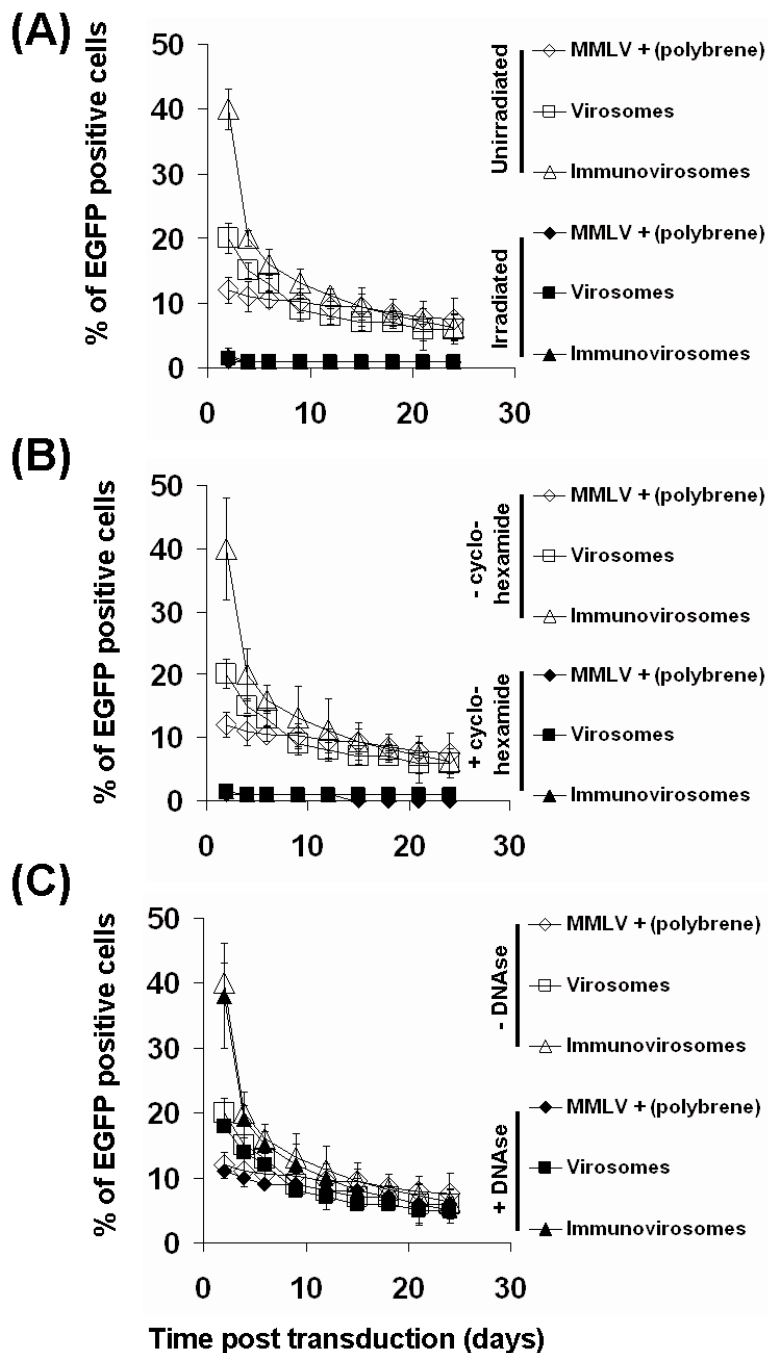 (A)
% of EGFP positive cells
50
40
30
20
10
0
0 10 20 30
Unirradiated
MMLV + (polybrene)
Virosomes
Immunovirosomes
Irradiated
MMLV + (polybrene)
Virosomes
Immunovirosomes
(B)
% of EGFP positive cells
50
40
30
20
10
0
0 10 20 30
- cyclo-
hexamide
MMLV + (polybrene)
Virosomes
Immunovirosomes
+ cyclo-
hexamide
MMLV + (polybrene)
Virosomes
Immunovirosomes
(C)
% of EGFP positive cells
50
40
30
20
10
0
0 10 20 30
- DNAse
MMLV + (polybrene)
Virosomes
Immunovirosomes
+ DNAse
MMLV + (polybrene)
Virosomes
Immunovirosomes
Time post transduction (days)